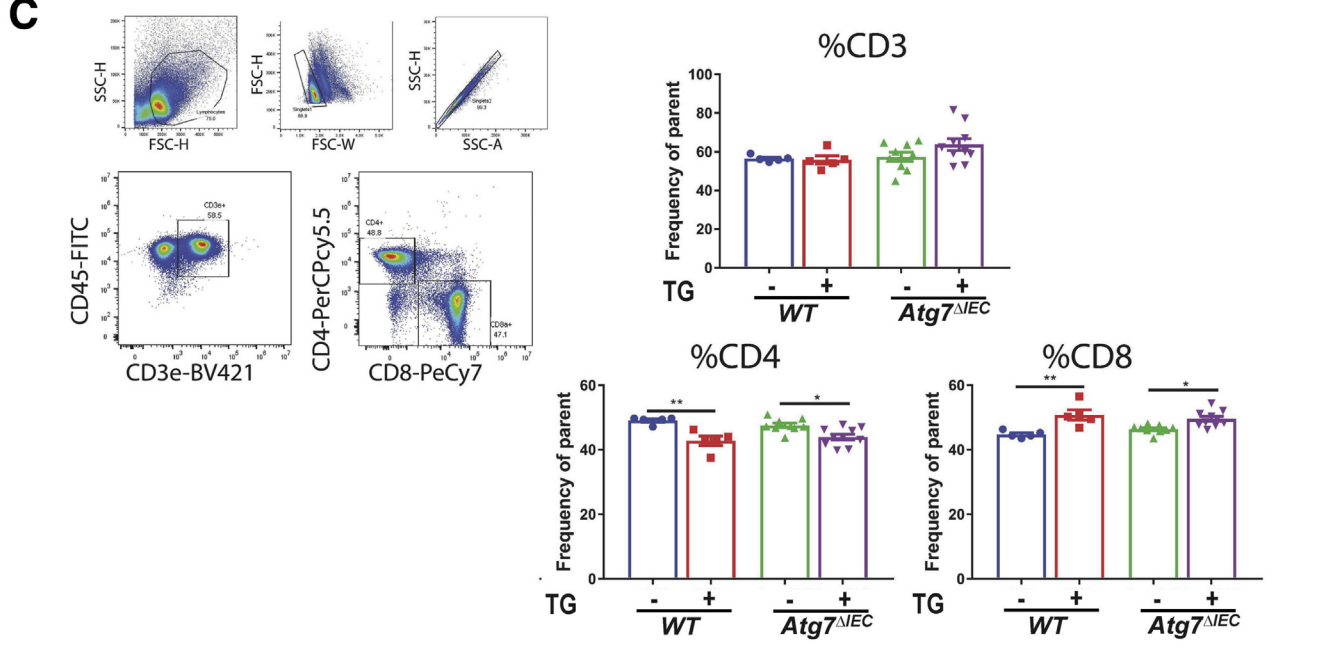 C
SSC-H
Lymphocytes
75.0
FSC-H
FSC-H
Singlets1
FSC-W
SSC-H
Singlets2
SSC-A
CD45-FITC
CD3e+
58.5
CD3e-BV421
CD4-PerCPcy5.5
CD4+
48.8
CD8a+
47.1
CD8-PeCy7
%CD3
Frequency of parent
100
80
60
40
20
0
TG - + - +
WT Atg7ΔIEC
%CD4
Frequency of parent
60
40
20
0
** *
TG - + - +
WT Atg7ΔIEC
%CD8
Frequency of parent
60
40
20
0
** *
TG - + - +
WT Atg7ΔIEC